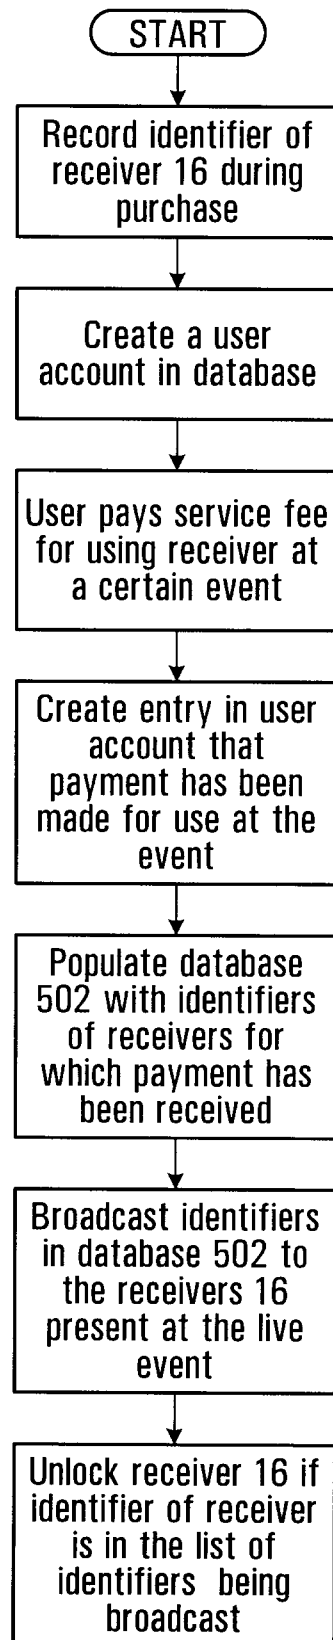 START
Record identifier of
receiver 16 during
purchase
Create a user
account in database
User pays service fee
for using receiver at
a certain event
Create entry in user
account that
payment has been
made for use at the
event
Populate database
502 with identifiers
of receivers for
which payment has
been received
Broadcast identifiers
in database 502 to
the receivers 16
present at the live
event
Unlock receiver 16 if
identifier of receiver
is in the list of
identifiers being
broadcast